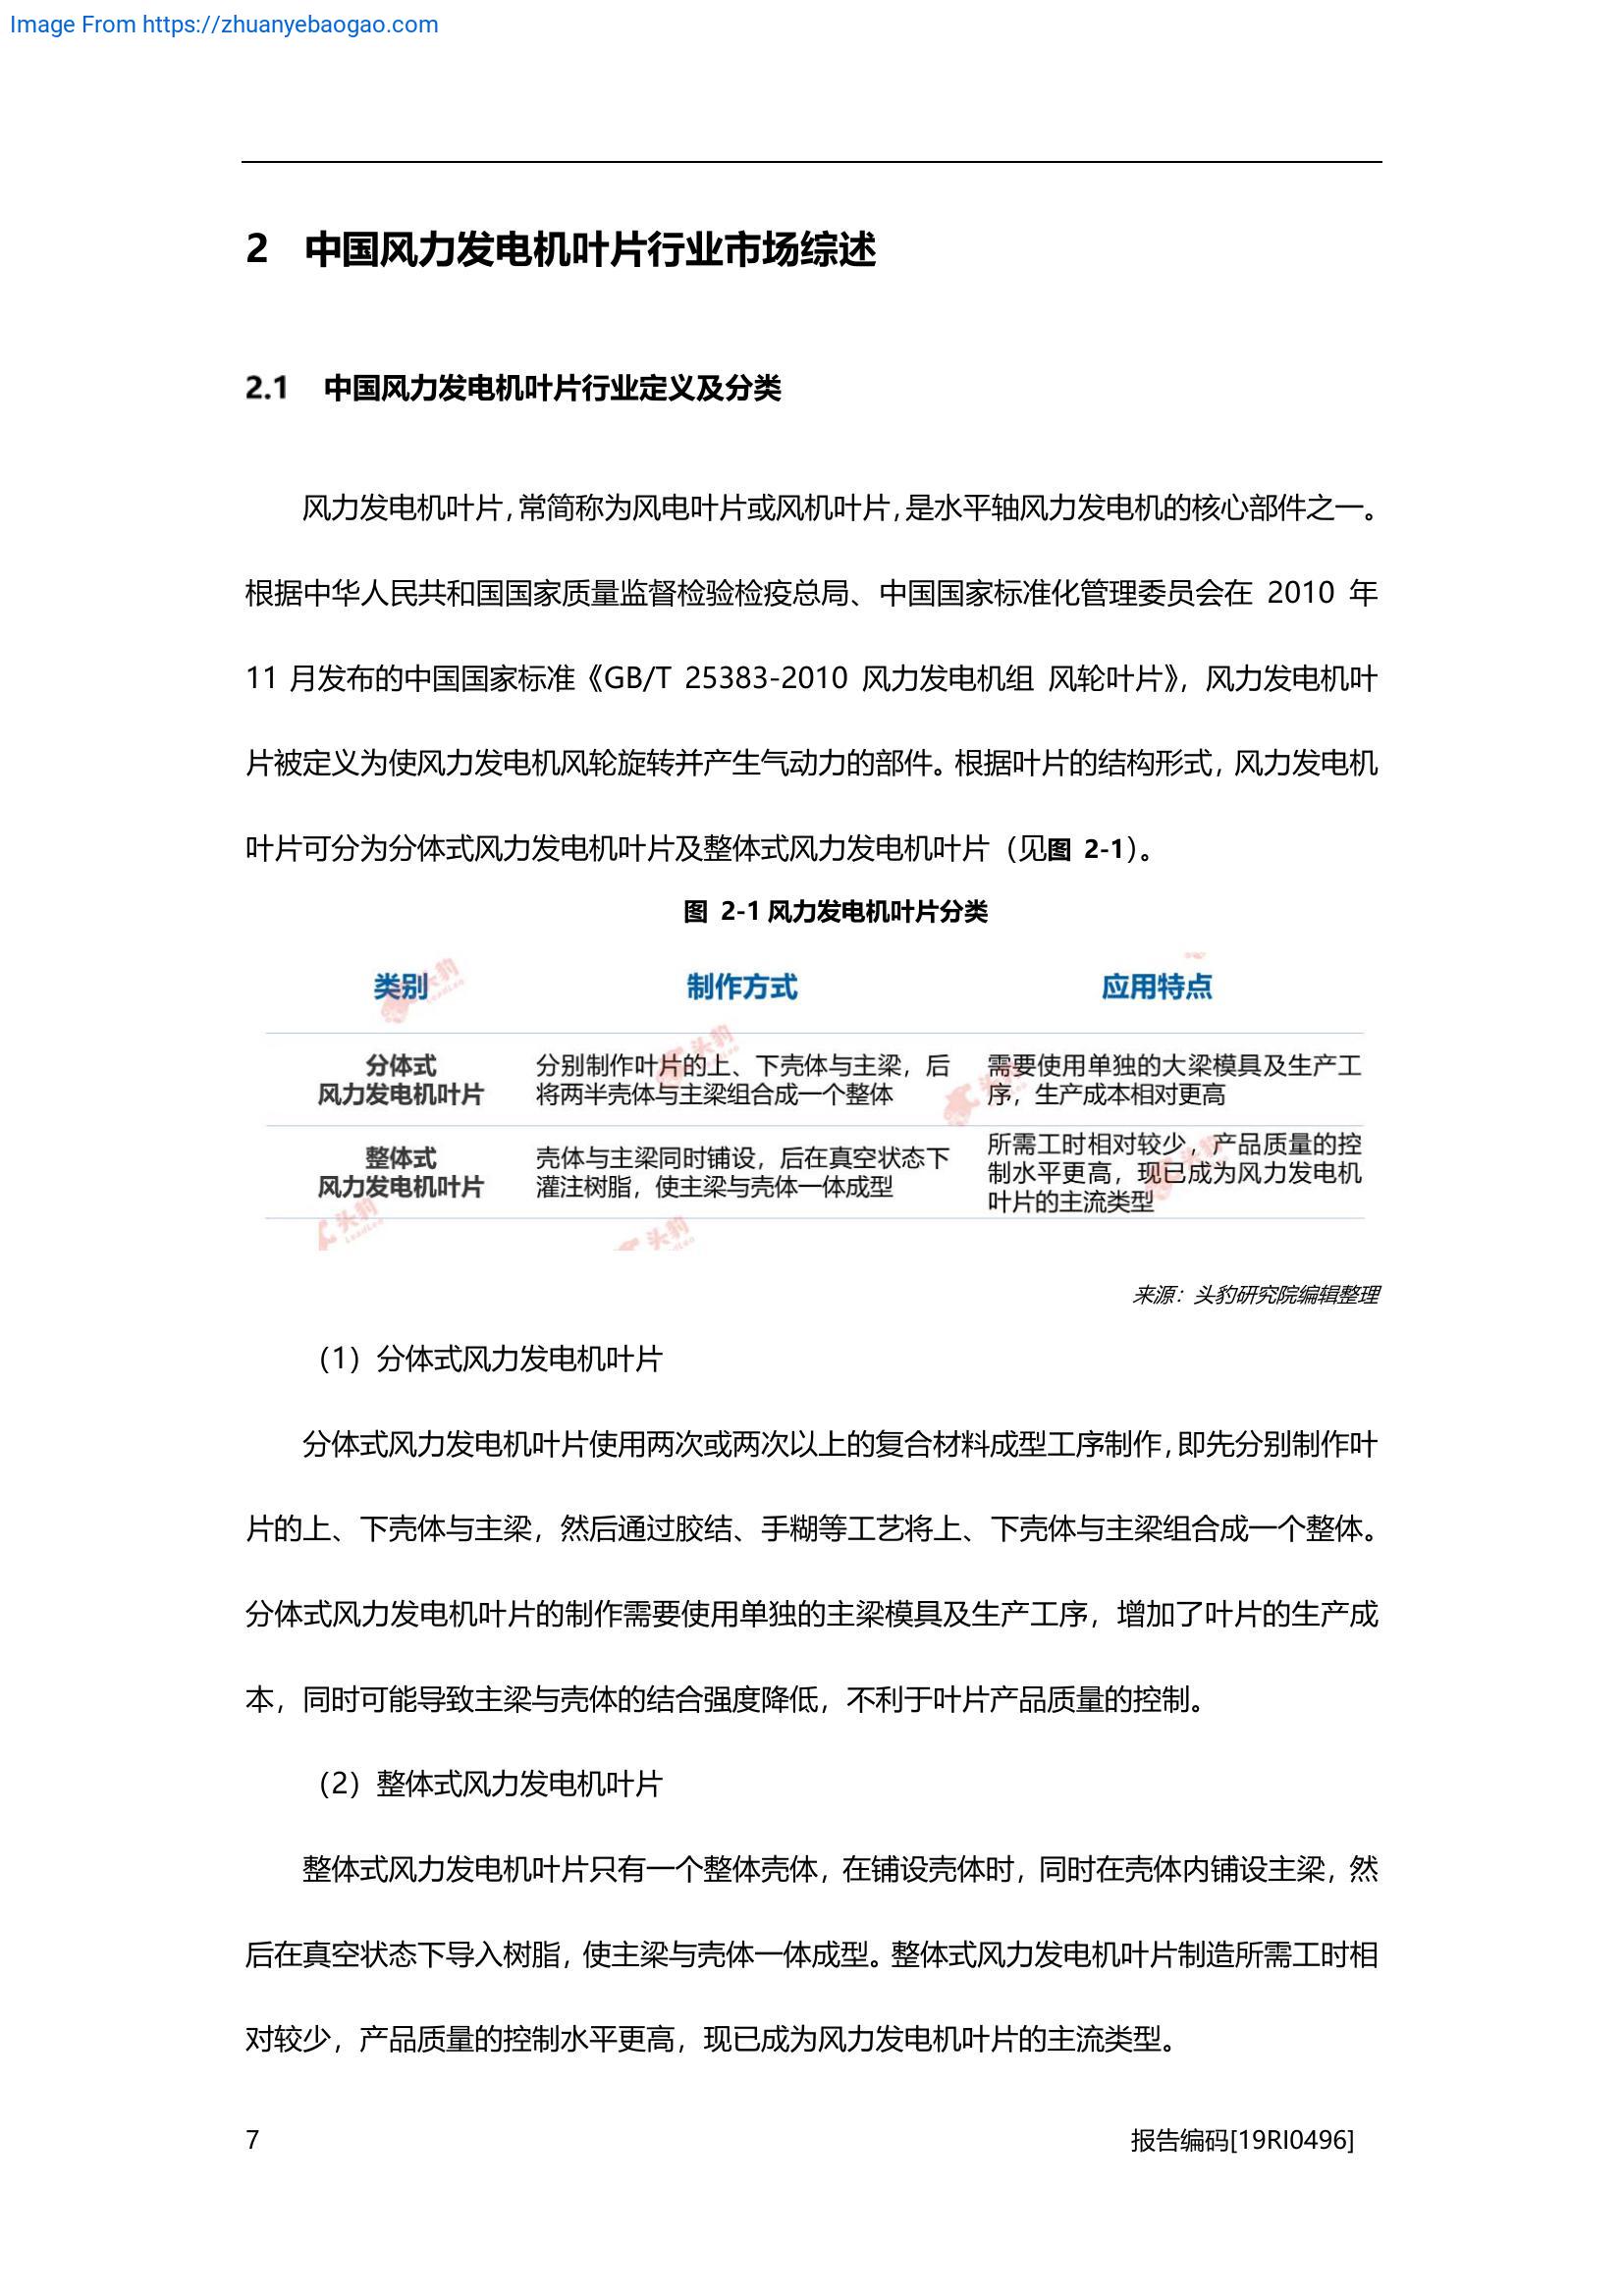 Image From https://zhuanyebaogao.com
2 中国风力发电机叶片行业市场综述
2.1 中国风力发电机叶片行业定义及分类
风力发电机叶片，常简称为风电叶片或风机叶片，是水平轴风力发电机的核心部件之一。
根据中华人民共和国国家质量监督检验检疫总局、中国国家标准化管理委员会在 2010 年
11 月发布的中国国家标准《GB/T 25383-2010 风力发电机组 风轮叶片》，风力发电机叶
片被定义为使风力发电机风轮旋转并产生气动力的部件。根据叶片的结构形式，风力发电机
叶片可分为分体式风力发电机叶片及整体式风力发电机叶片（见图 2-1）。
图 2-1 风力发电机叶片分类
类别 制作方式 应用特点
分体式
风力发电机叶片
分别制作叶片的上、下壳体与主梁，后
将两半壳体与主梁组合成一个整体
需要使用单独的大梁模具及生产工
序，生产成本相对更高
整体式
风力发电机叶片
壳体与主梁同时铺设，后在真空状态下
灌注树脂，使主梁与壳体一体成型
所需工时相对较少，产品质量的控
制水平更高，现已成为风力发电机
叶片的主流类型
来源：头豹研究院编辑整理
（1）分体式风力发电机叶片
分体式风力发电机叶片使用两次或两次以上的复合材料成型工序制作，即先分别制作叶
片的上、下壳体与主梁，然后通过胶结、手糊等工艺将上、下壳体与主梁组合成一个整体。
分体式风力发电机叶片的制作需要使用单独的主梁模具及生产工序，增加了叶片的生产成
本，同时可能导致主梁与壳体的结合强度降低，不利于叶片产品质量的控制。
（2）整体式风力发电机叶片
整体式风力发电机叶片只有一个整体壳体，在铺设壳体时，同时在壳体内铺设主梁，然
后在真空状态下导入树脂，使主梁与壳体一体成型。整体式风力发电机叶片制造所需工时相
对较少，产品质量的控制水平更高，现已成为风力发电机叶片的主流类型。
7 报告编码[19RI0496]